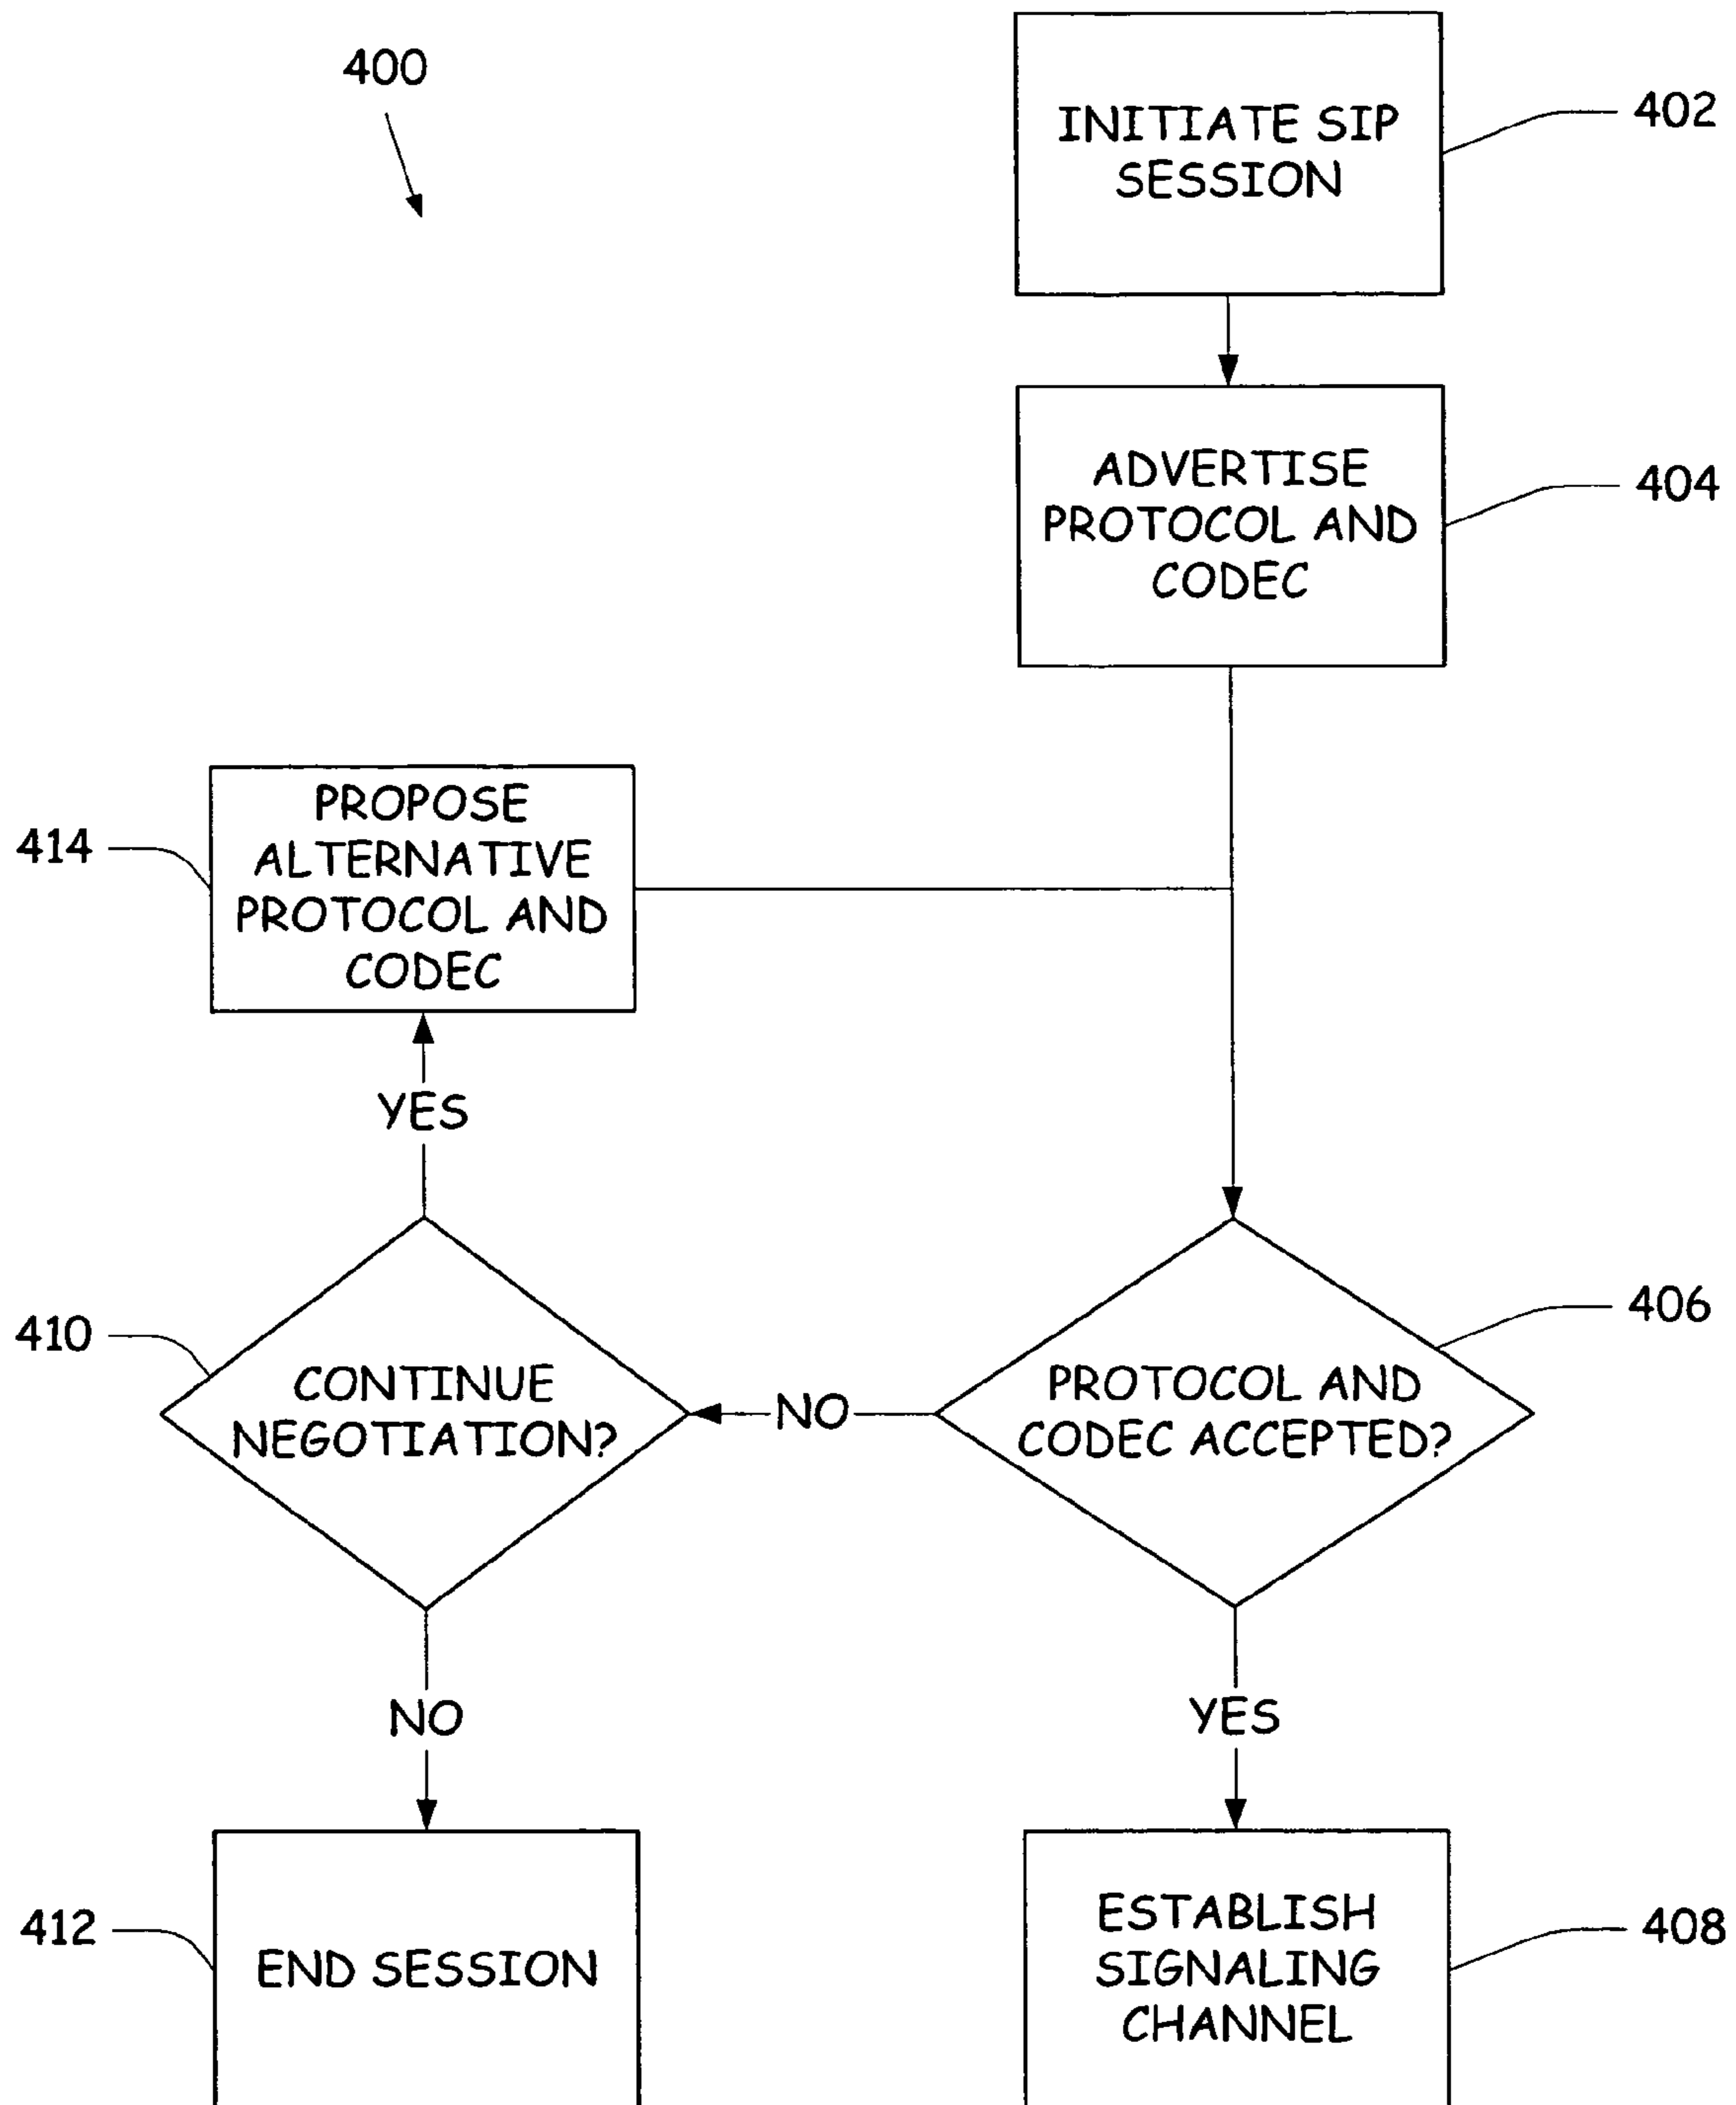 400
INITIATE SIP
SESSION
402
ADVERTISE
PROTOCOL AND
CODEC
404
PROPOSE
ALTERNATIVE
PROTOCOL AND
CODEC
414
YES
410
CONTINUE
NEGOTIATION?
NO
PROTOCOL AND
CODEC ACCEPTED?
406
NO
YES
412
END SESSION
ESTABLISH
SIGNALING
CHANNEL
408